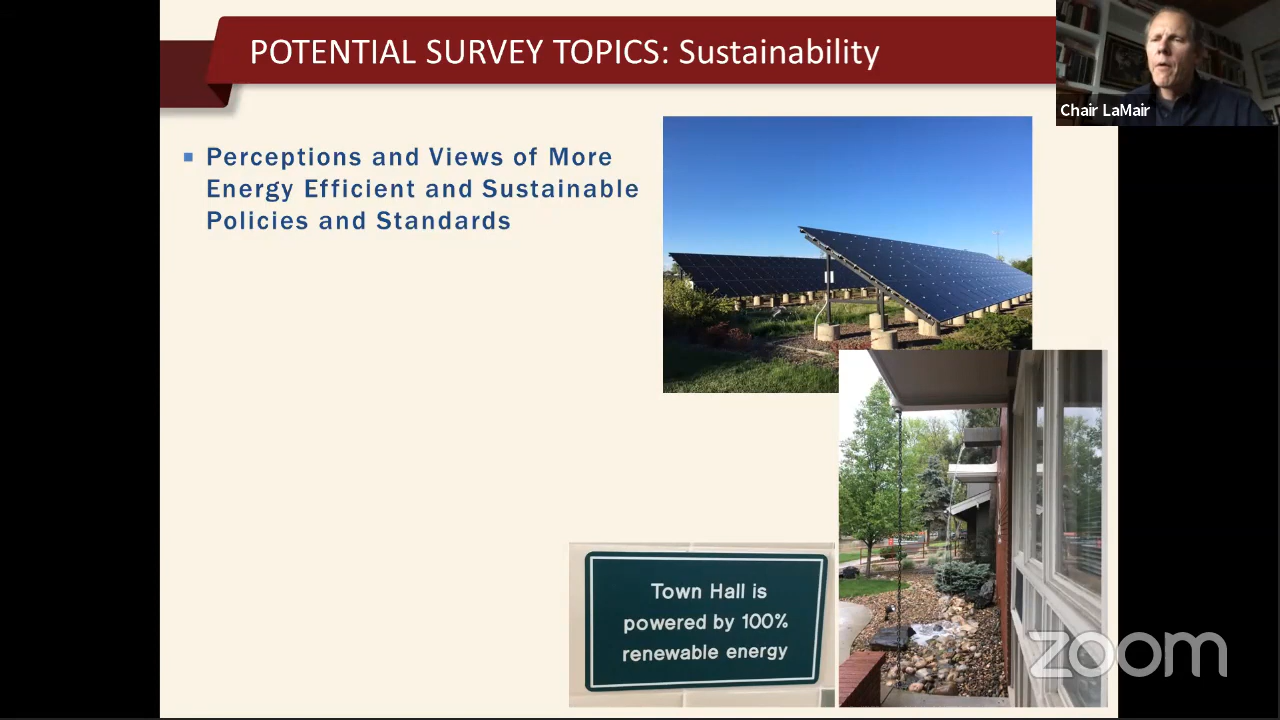 POTENTIAL SURVEY TOPICS: Sustainability
Chair LaMair
Perceptions and Views of More
Energy Efficient and Sustainable
Policies and Standards
Town Hall is
powered by 100%
renewable energy
zoom